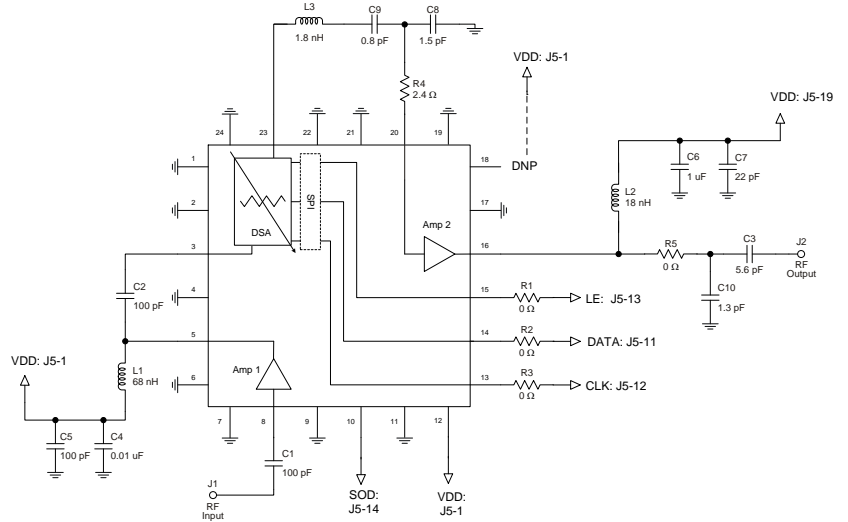 L3
1.8 nH
C9
0.8 pF
C8
1.5 pF
R4
2.4 Ω
VDD: J5-1
VDD: J5-19
24
23
22
21
20
19
1
2
3
4
5
6
18
DNP
17
16
15
14
13
DSA
SPI
Amp 2
Amp 1
C6
1 uF
C7
22 pF
L2
18 nH
R5
0 Ω
C3
5.6 pF
J2
RF
Output
C10
1.3 pF
C2
100 pF
R1
0 Ω
LE: J5-13
R2
0 Ω
DATA: J5-11
R3
0 Ω
CLK: J5-12
VDD: J5-1
L1
68 nH
C5
100 pF
C4
0.01 uF
7
8
9
10
11
12
C1
100 pF
J1
RF
Input
SOD:
J5-14
VDD:
J5-1